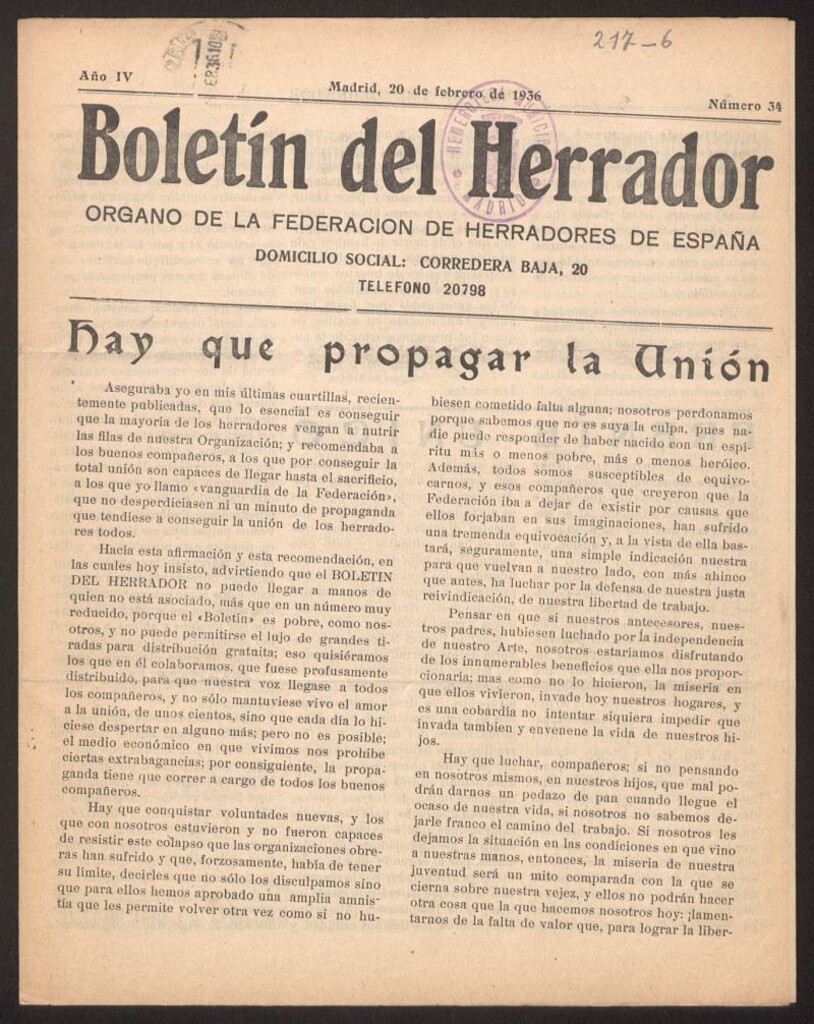 217-6
Año IV
Madrid, 20 de febrero de 1936
Número 34
HEMEROTECA MUNICIPAL
MADRID
Boletín del Herrador
ORGANO DE LA FEDERACION DE HERRADORES DE ESPAÑA
DOMICILIO SOCIAL: CORREDERA BAJA, 20
TELEFONO 20798
Hay que propagar la Unión
Aseguraba yo en mis últimas cuartillas, recien-
temente publicadas, que lo esencial es conseguir
que la mayoría de los herradores vengan a nutrir
las filas de nuestra Organización; y recomendaba a
los buenos compañeros, a los que por conseguir la
total unión son capaces de llegar hasta el sacrificio,
a los que yo llamo «vanguardia de la Federación»,
que no desperdiciasen ni un minuto de propaganda
que tendiese a conseguir la unión de los herrado-
res todos.
Hacia esta afirmación y esta recomendación, en
las cuales hoy insisto, advirtiendo que el BOLETIN
DEL HERRADOR no puede llegar a manos de
quien no está asociado, más que en un número muy
reducido, porque el «Boletín» es pobre, como nos-
otros, y no puede permitirse el lujo de grandes ti-
radas para distribución gratuita; eso quisiéramos
los que en él colaboramos, que fuese profusamente
distribuido, para que nuestra voz llegase a todos
los compañeros, y no sólo mantuviese vivo el amor
a la unión, de unos cientos, sino que cada día lo hi-
ciese despertar en alguno más; pero no es posible;
el medio económico en que vivimos nos prohibe
ciertas extrabagancias; por consiguiente, la propa-
ganda tiene que correr a cargo de todos los buenos
compañeros.
Hay que conquistar voluntades nuevas, y los
que con nosotros estuvieron y no fueron capaces
de resistir este colapso que las organizaciones obre-
ras han sufrido y que, forzosamente, había de tener
su límite, decirles que no sólo los disculpamos sino
que para ellos hemos aprobado una amplia amnis-
tía que les permite volver otra vez como si no hu-
biesen cometido falta alguna; nosotros perdonamos
porque sabemos que no es suya la culpa, pues na-
die puede responder de haber nacido con un espí-
ritu más o menos pobre, más o menos heróico.
Además, todos somos susceptibles de equivo-
carnos, y esos compañeros que creyeron que la
Federación iba a dejar de existir por causas que
ellos forjaban en sus imaginaciones, han sufrido
una tremenda equivocación y, a la vista de ella bas-
tará, seguramente, una simple indicación nuestra
para que vuelvan a nuestro lado, con más ahinco
que antes, ha luchar por la defensa de nuestra justa
reivindicación, de nuestra libertad de trabajo.
Pensar en que si nuestros antecesores, nues-
tros padres, hubiesen luchado por la independencia
de nuestro Arte, nosotros estaríamos disfrutando
de los innumerables beneficios que ella nos propor-
cionaría; mas como no lo hicieron, la miseria en
que ellos vivieron, invade hoy nuestros hogares, y
es una cobardía no intentar siquiera impedir que
invada tambien y envenene la vida de nuestros hi-
jos.
Hay que luchar, compañeros; si no pensando
en nosotros mismos, en nuestros hijos, que mal po-
drán darnos un pedazo de pan cuando llegue el
ocaso de nuestra vida, si nosotros no sabemos de-
jarle franco el camino del trabajo. Si nosotros les
dejamos la situación en las condiciones en que vino
a nuestras manos, entonces, la miseria de nuestra
juventud será un mito comparada con la que se
cierna sobre nuestra vejez, y ellos no podrán hacer
otra cosa que la que hacemos nosotros hoy: ¡lamen-
tarnos de la falta de valor que, para lograr la liber-